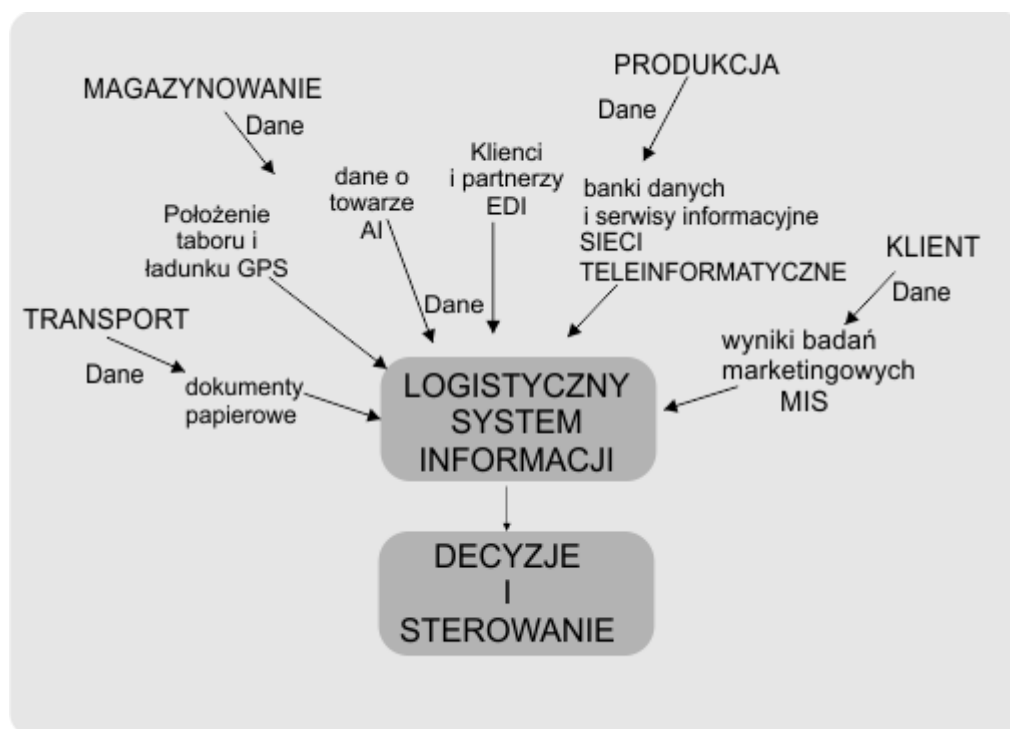 PRODUKCJA
MAGAZYNOWANIE
Dane
Dane
Klienci
i partnerzy
EDI
dane o
towarze
AI
banki danych
i serwisy informacyjne
SIECI
TELEINFORMATYCZNE
Położenie
taboru i
ładunku GPS
KLIENT
Dane
TRANSPORT
Dane
Dane
dokumenty
papierowe
wyniki badań
marketingowych
MIS
LOGISTYCZNY
SYSTEM
INFORMACJI
DECYZJE
I
STEROWANIE